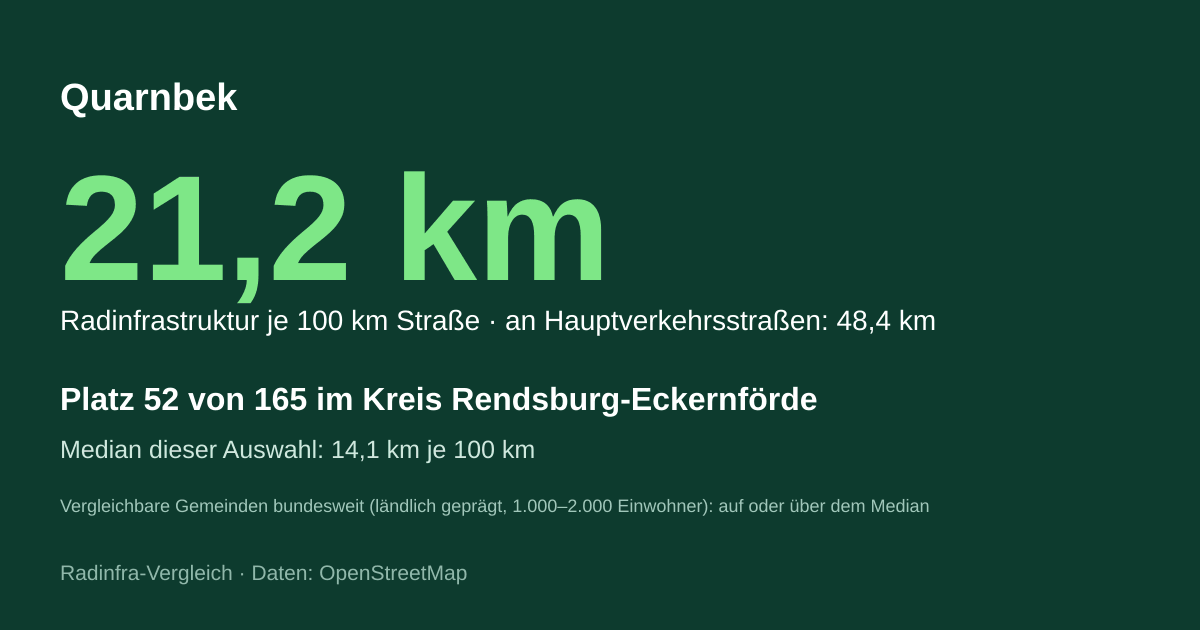 Quarnbek
21,2 km
Radinfrastruktur je 100 km Straße · an Hauptverkehrsstraßen: 48,4 km
Platz 52 von 165 im Kreis Rendsburg-Eckernförde
Median dieser Auswahl: 14,1 km je 100 km
Vergleichbare Gemeinden bundesweit (ländlich geprägt, 1.000–2.000 Einwohner): auf oder über dem Median
Radinfra-Vergleich · Daten: OpenStreetMap